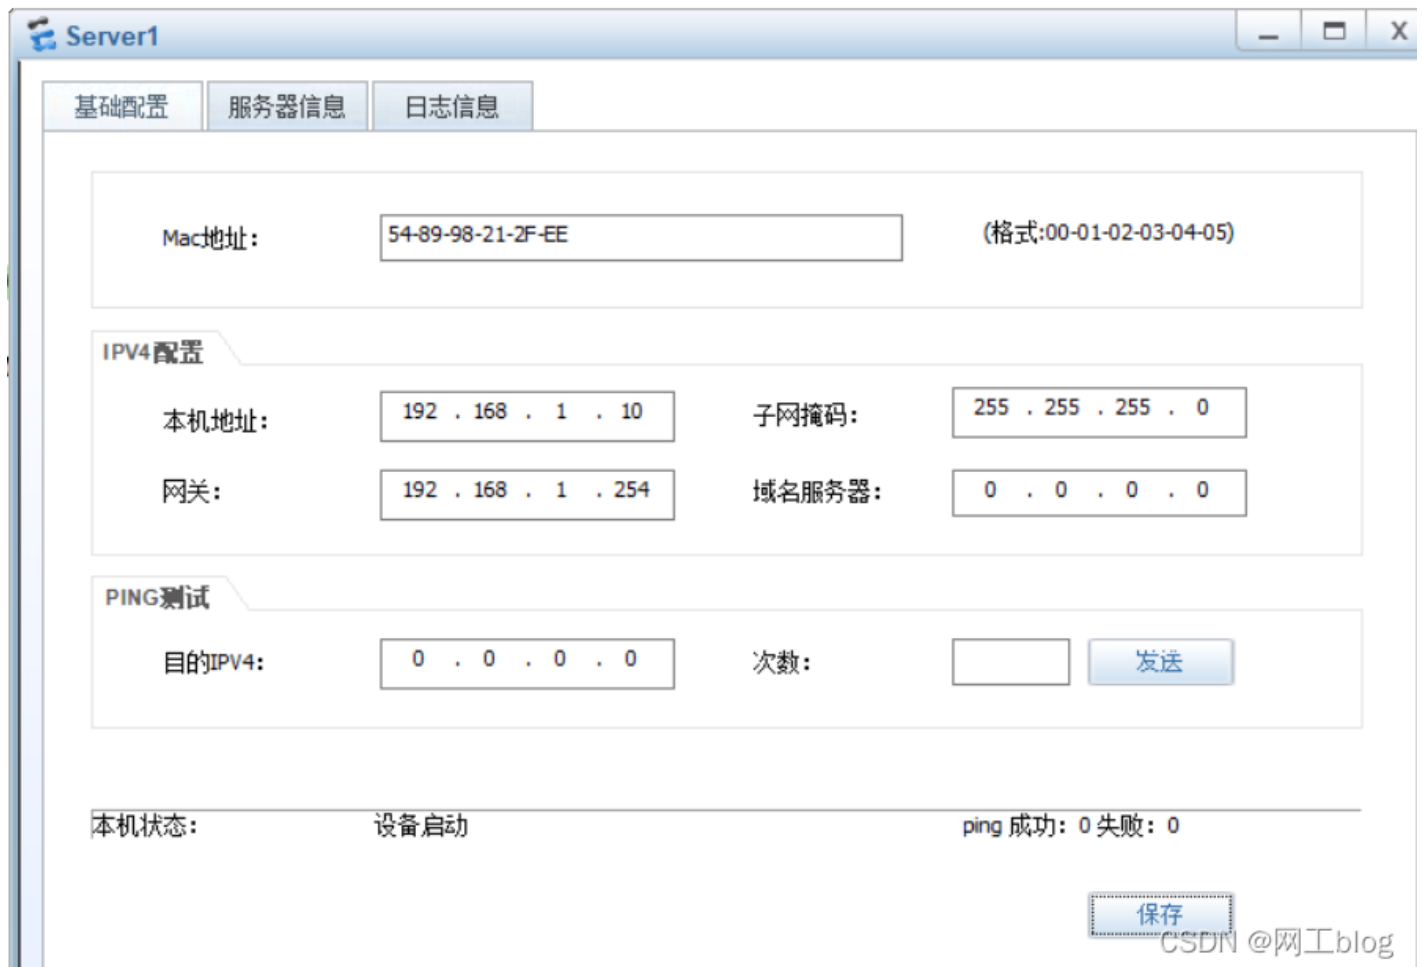 Server1
基础配置 服务器信息 日志信息
Mac地址: 54-89-98-21-2F-EE (格式:00-01-02-03-04-05)
IPV4配置
本机地址: 192 . 168 . 1 . 10 子网掩码: 255 . 255 . 255 . 0
网关: 192 . 168 . 1 . 254 域名服务器: 0 . 0 . 0 . 0
PING测试
目的IPV4: 0 . 0 . 0 . 0 次数: 发送
本机状态: 设备启动 ping 成功: 0 失败: 0
保存
CSDN @网工blog